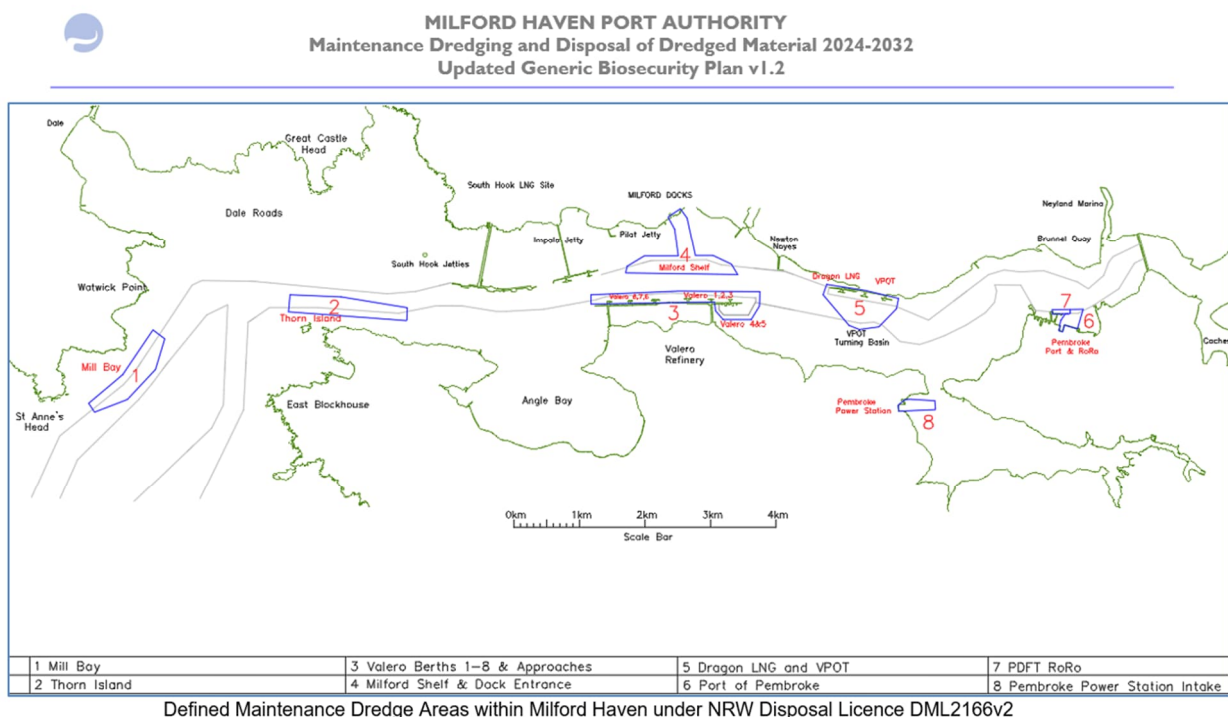 MILFORD HAVEN PORT AUTHORITY
Maintenance Dredging and Disposal of Dredged Material 2024-2032
Updated Generic Biosecurity Plan v1.2
Dale
Great Castle
Head
South Hook LNG Site
MILFORD DOCKS
Neyland Marina
Dale Roads
Impala Jetty
Pilat Jetty
Newton
Noyes
Brunnel Quay
4
Milford Shelf
South Hook Jetties
Watwick Point
Dragon LNG
VPOT
2
Thorn Island
Valero 8,7,6
Valero 1,2,3
3
Valero 4&5
5
VPOT
Turning Basin
7
6
Pembroke
Port & RoRo
Coches
Mill Bay
1
Valero
Refinery
St Anne's
Head
East Blockhouse
Angle Bay
Pembroke
Power Station
8
0km 1km 2km 3km 4km
Scale Bar
1 Mill Bay
3 Valero Berths 1-8 & Approaches
5 Dragon LNG and VPOT
7 PDFT RoRo
2 Thorn Island
4 Milford Shelf & Dock Entrance
6 Port of Pembroke
8 Pembroke Power Station Intake
Defined Maintenance Dredge Areas within Milford Haven under NRW Disposal Licence DML2166v2